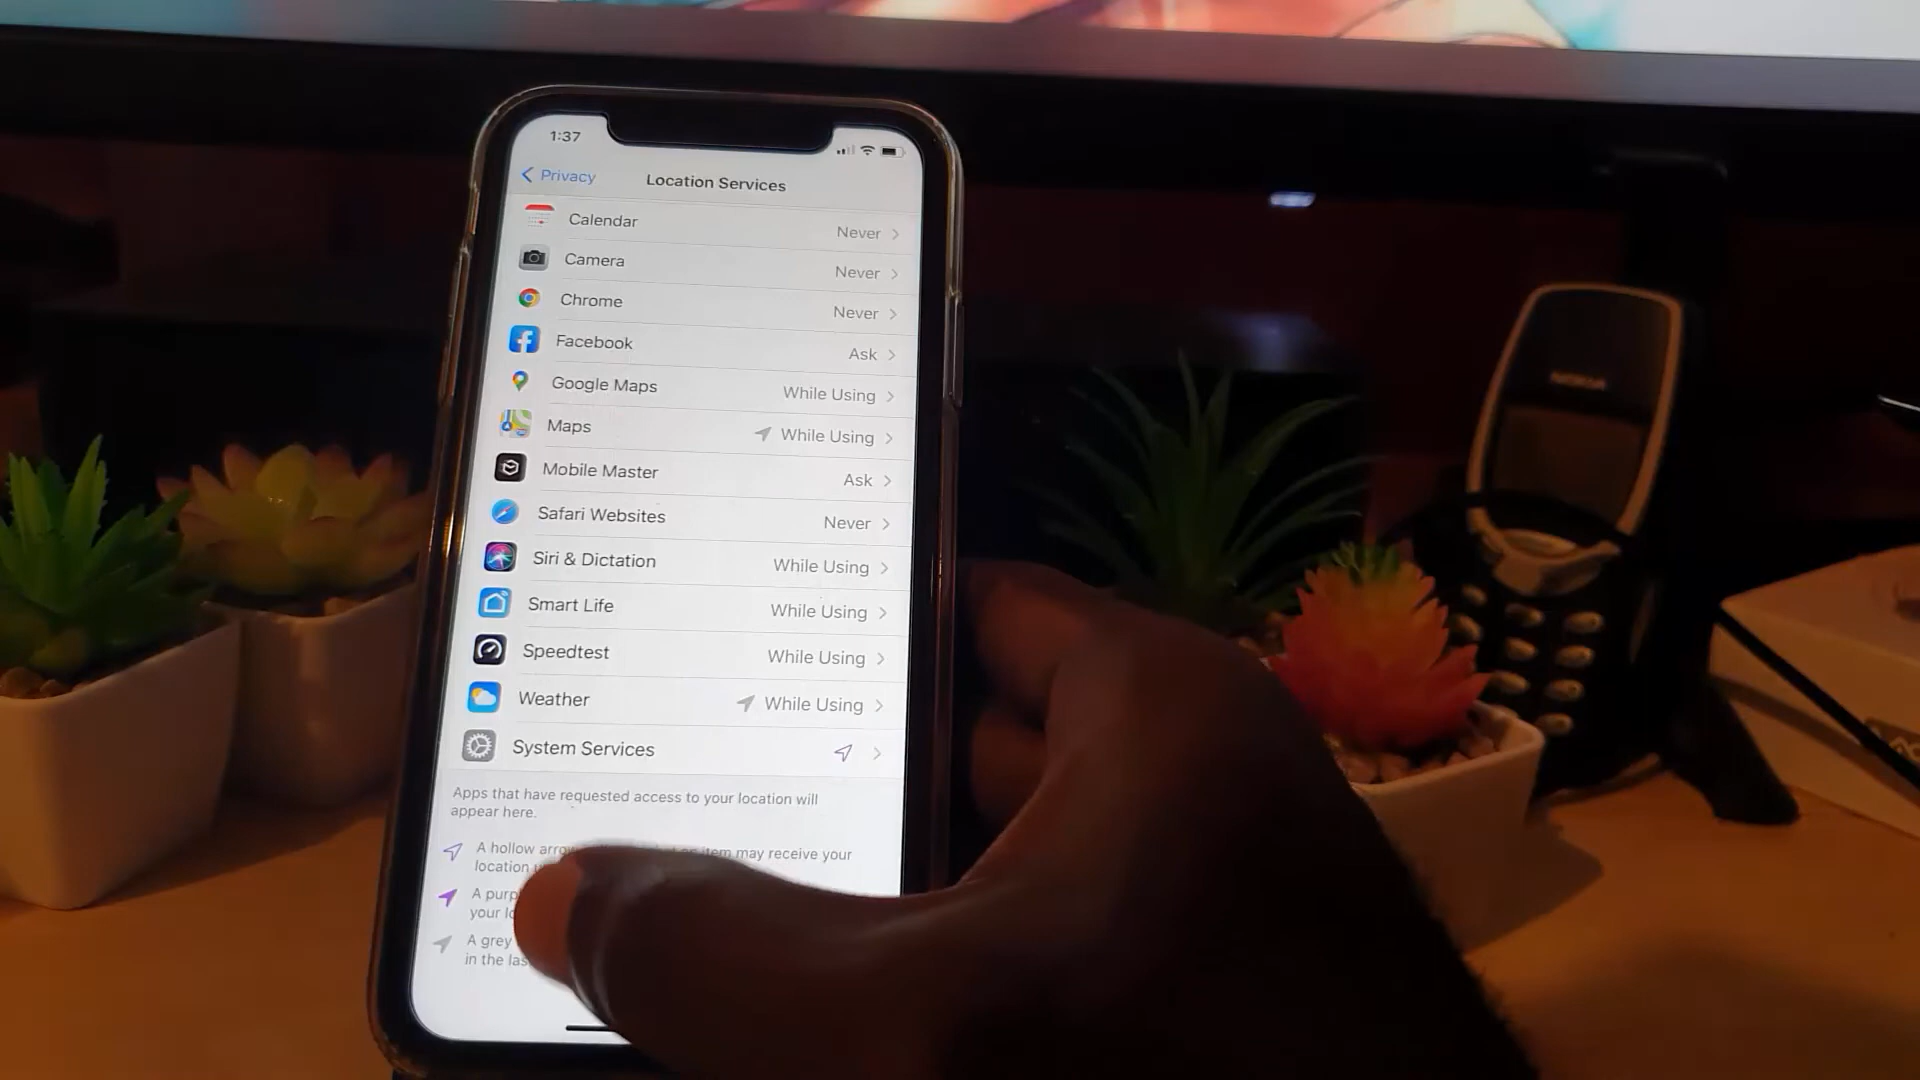 1:37
Privacy
Location Services
Calendar Never
Camera Never
Chrome Never
Facebook Ask
Google Maps While Using
Maps While Using
Mobile Master Ask
Safari Websites Never
Siri & Dictation While Using
Smart Life While Using
Speedtest While Using
Weather While Using
System Services
Apps that have requested access to your location will
appear here.
A hollow arrow item may receive your
location
A
your
A grey
in the
NOKIA